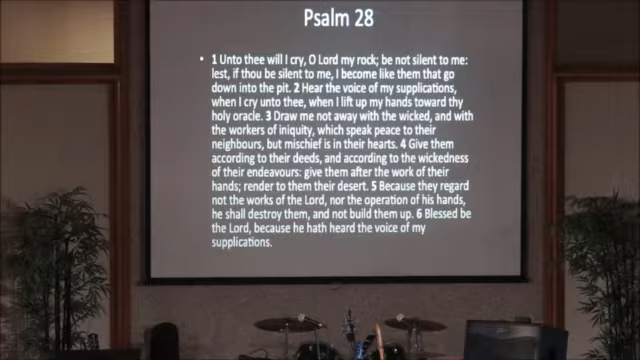 Psalm 28
• 1 Unto thee will I cry, O Lord my rock; be not silent to me:
lest, if thou be silent to me, I become like them that go
down into the pit. 2 Hear the voice of my supplications,
when I cry unto thee, when I lift up my hands toward thy
holy oracle. 3 Draw me not away with the wicked, and with
the workers of iniquity, which speak peace to their
neighbours, but mischief is in their hearts. 4 Give them
according to their deeds, and according to the wickedness
of their endeavours: give them after the work of their
hands; render to them their desert. 5 Because they regard
not the works of the Lord, nor the operation of his hands,
he shall destroy them, and not build them up. 6 Blessed be
the Lord, because he hath heard the voice of my
supplications.